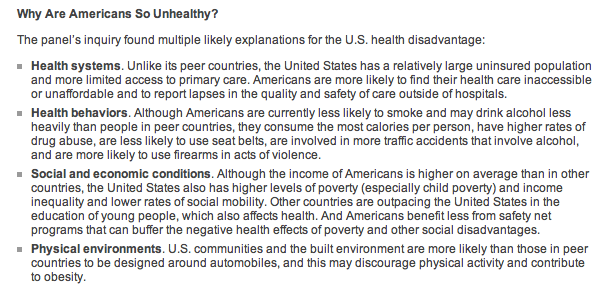 Why Are Americans So Unhealthy?
The panel's inquiry found multiple likely explanations for the U.S. health disadvantage:
Health systems. Unlike its peer countries, the United States has a relatively large uninsured population
and more limited access to primary care. Americans are more likely to find their health care inaccessible
or unaffordable and to report lapses in the quality and safety of care outside of hospitals.
Health behaviors. Although Americans are currently less likely to smoke and may drink alcohol less
heavily than people in peer countries, they consume the most calories per person, have higher rates of
drug abuse, are less likely to use seat belts, are involved in more traffic accidents that involve alcohol,
and are more likely to use firearms in acts of violence.
Social and economic conditions. Although the income of Americans is higher on average than in other
countries, the United States also has higher levels of poverty (especially child poverty) and income
inequality and lower rates of social mobility. Other countries are outpacing the United States in the
education of young people, which also affects health. And Americans benefit less from safety net
programs that can buffer the negative health effects of poverty and other social disadvantages.
Physical environments. U.S. communities and the built environment are more likely than those in peer
countries to be designed around automobiles, and this may discourage physical activity and contribute
to obesity.